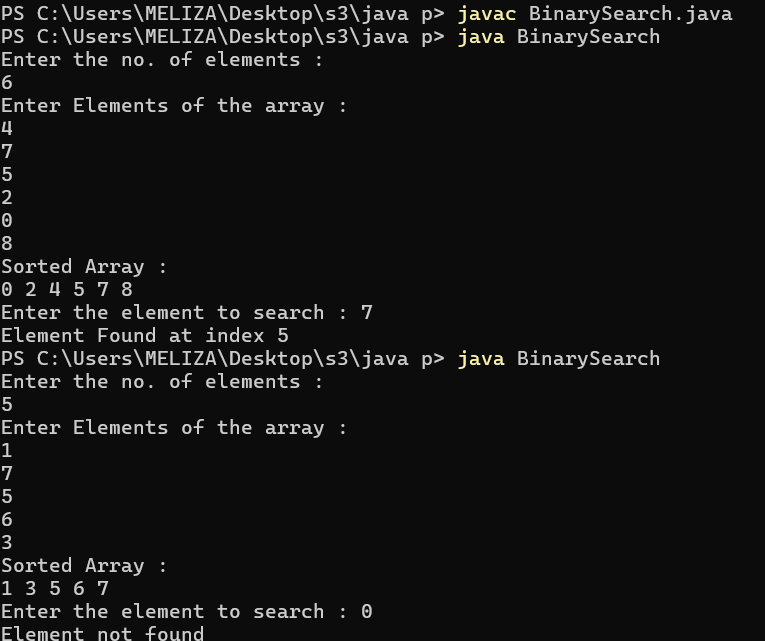 PS C:\Users\MELIZA\Desktop\s3\java p> javac BinarySearch.java
PS C:\Users\MELIZA\Desktop\s3\java p> java BinarySearch
Enter the no. of elements :
6
Enter Elements of the array :
4
7
5
2
0
8
Sorted Array :
0 2 4 5 7 8
Enter the element to search : 7
Element Found at index 5
PS C:\Users\MELIZA\Desktop\s3\java p> java BinarySearch
Enter the no. of elements :
5
Enter Elements of the array :
1
7
5
6
3
Sorted Array :
1 3 5 6 7
Enter the element to search : 0
Element not found